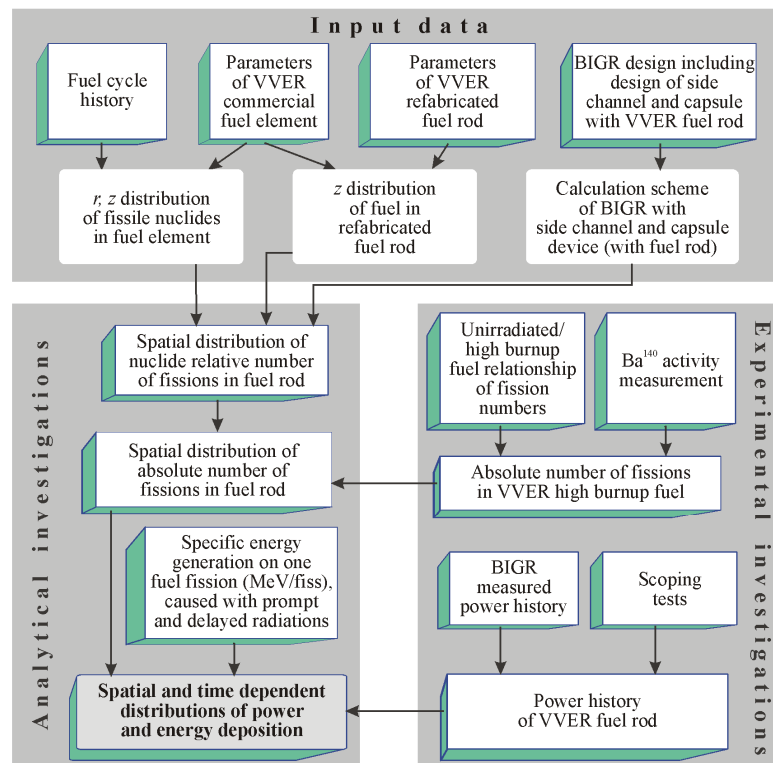 Input data
Fuel cycle
history
Parameters
of VVER
commercial
fuel element
Parameters
of VVER
refabricated
fuel rod
BIGR design including
design of side
channel and capsule
with VVER fuel rod
r, z distribution
of fissile nuclides
in fuel element
z distribution
of fuel in
refabricated
fuel rod
Calculation scheme
of BIGR with
side channel and capsule
device (with fuel rod)
Analytical investigations
Spatial distribution of
nuclide relative number
of fissions in fuel rod
Spatial distribution of
absolute number of
fissions in fuel rod
Specific energy
generation on one
fuel fission (MeV/fiss),
caused with prompt
and delayed radiations
Spatial and time dependent
distributions of power
and energy deposition
Experimental investigations
Unirradiated/
high burnup
fuel relationship
of fission
numbers
Ba¹⁴⁰ activity
measurement
Absolute number of fissions
in VVER high burnup fuel
BIGR
measured
power history
Scoping
tests
Power history
of VVER fuel rod